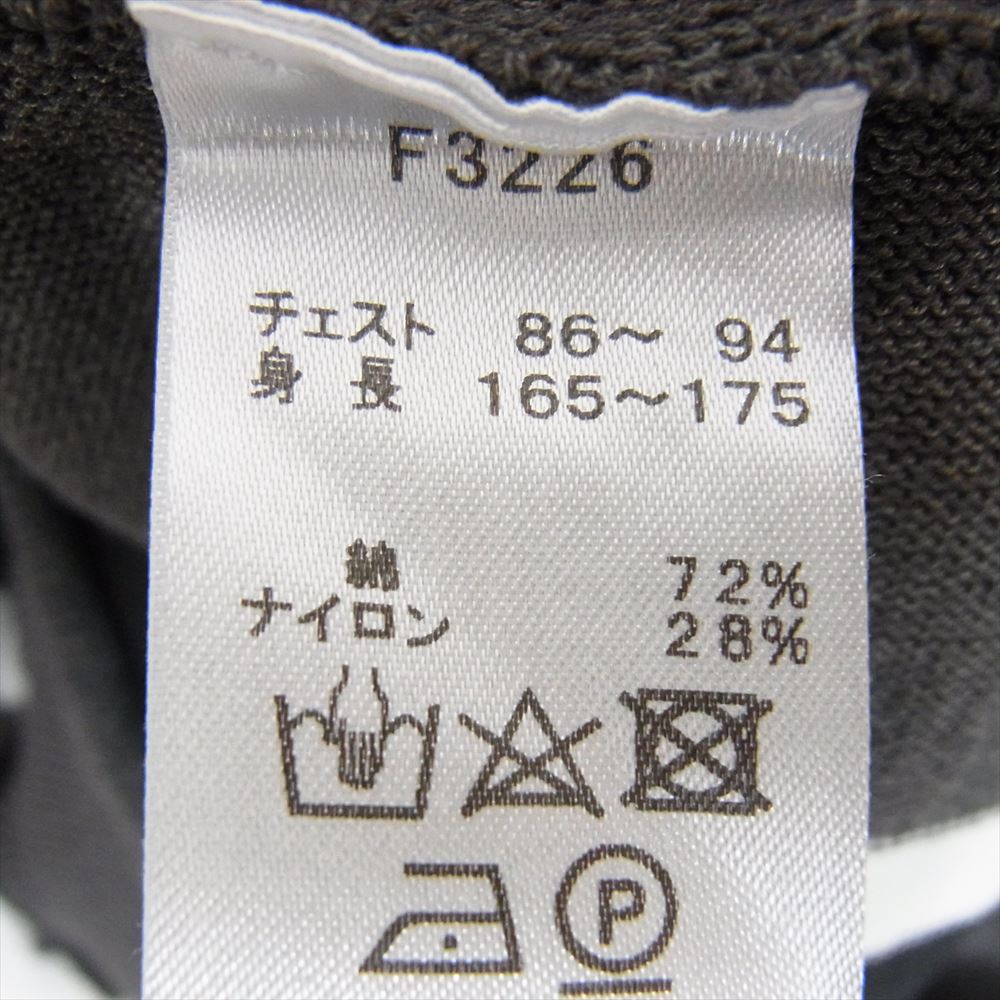 F3226
チェスト 86～ 94
身長 165～175
綿 72%
ナイロン 28%
P